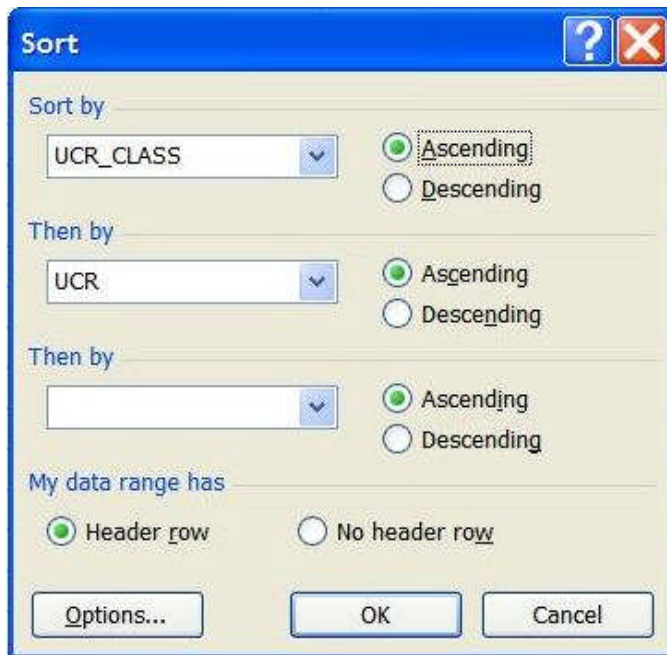 Sort
Sort by
UCR_CLASS
Ascending
Descending
Then by
UCR
Ascending
Descending
Then by
Ascending
Descending
My data range has
Header row
No header row
Options...
OK
Cancel